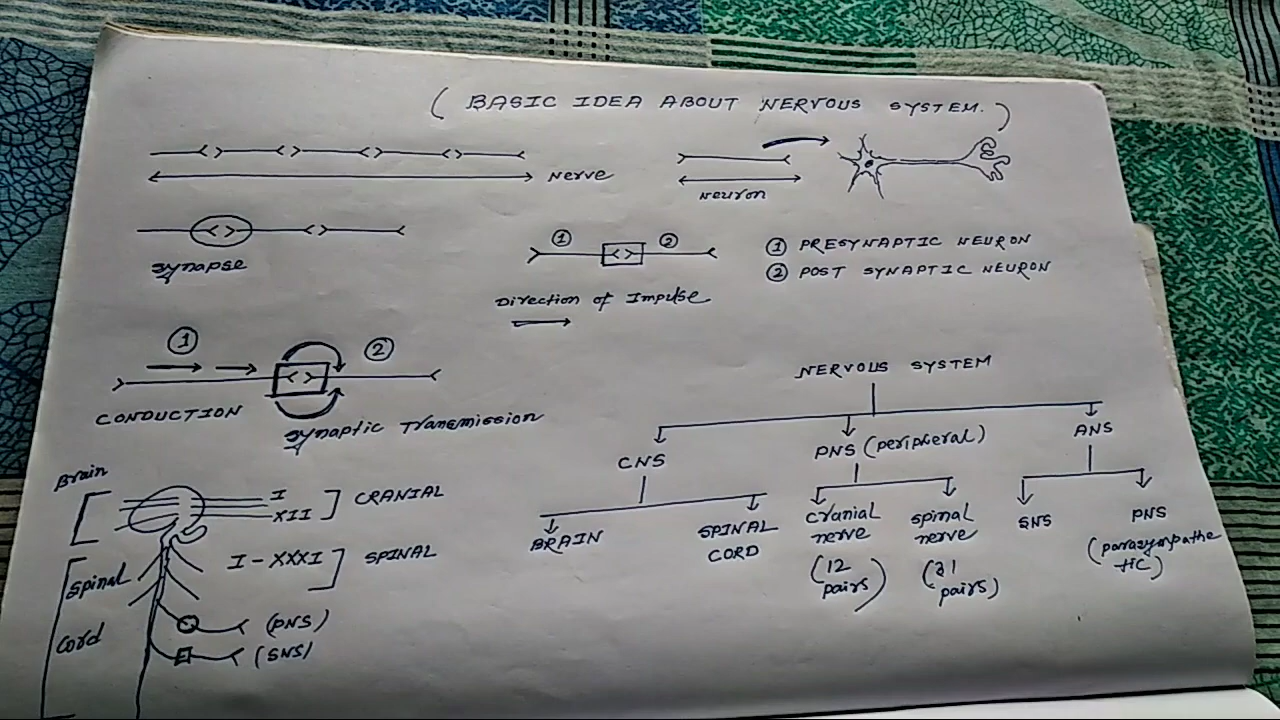 ( BASIC IDEA ABOUT NERVOUS SYSTEM. )
Nerve
Neuron
Synapse
① ②
① PRESYNAPTIC NEURON
② POST SYNAPTIC NEURON
Direction of Impulse
① ②
CONDUCTION
Synaptic Transmission
NERVOUS SYSTEM
CNS
PNS (peripheral)
ANS
BRAIN
SPINAL
CORD
cranial
nerve
(12
pairs)
spinal
nerve
(31
pairs)
SNS
PNS
(parasympathe
tic)
Brain
I
XII
] CRANIAL
Spinal
Cord
I - XXXI ] SPINAL
(PNS)
(SNS)